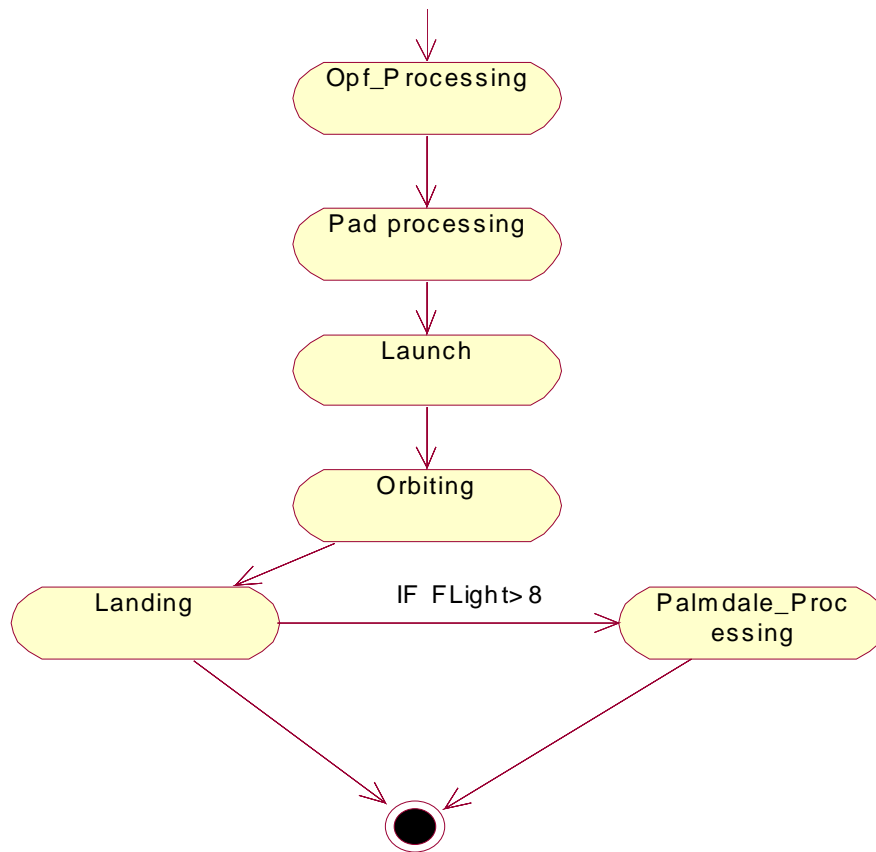 Opf_Processing
Pad processing
Launch
Orbiting
Landing
IF FLight>8
Palmdale_Proc
essing